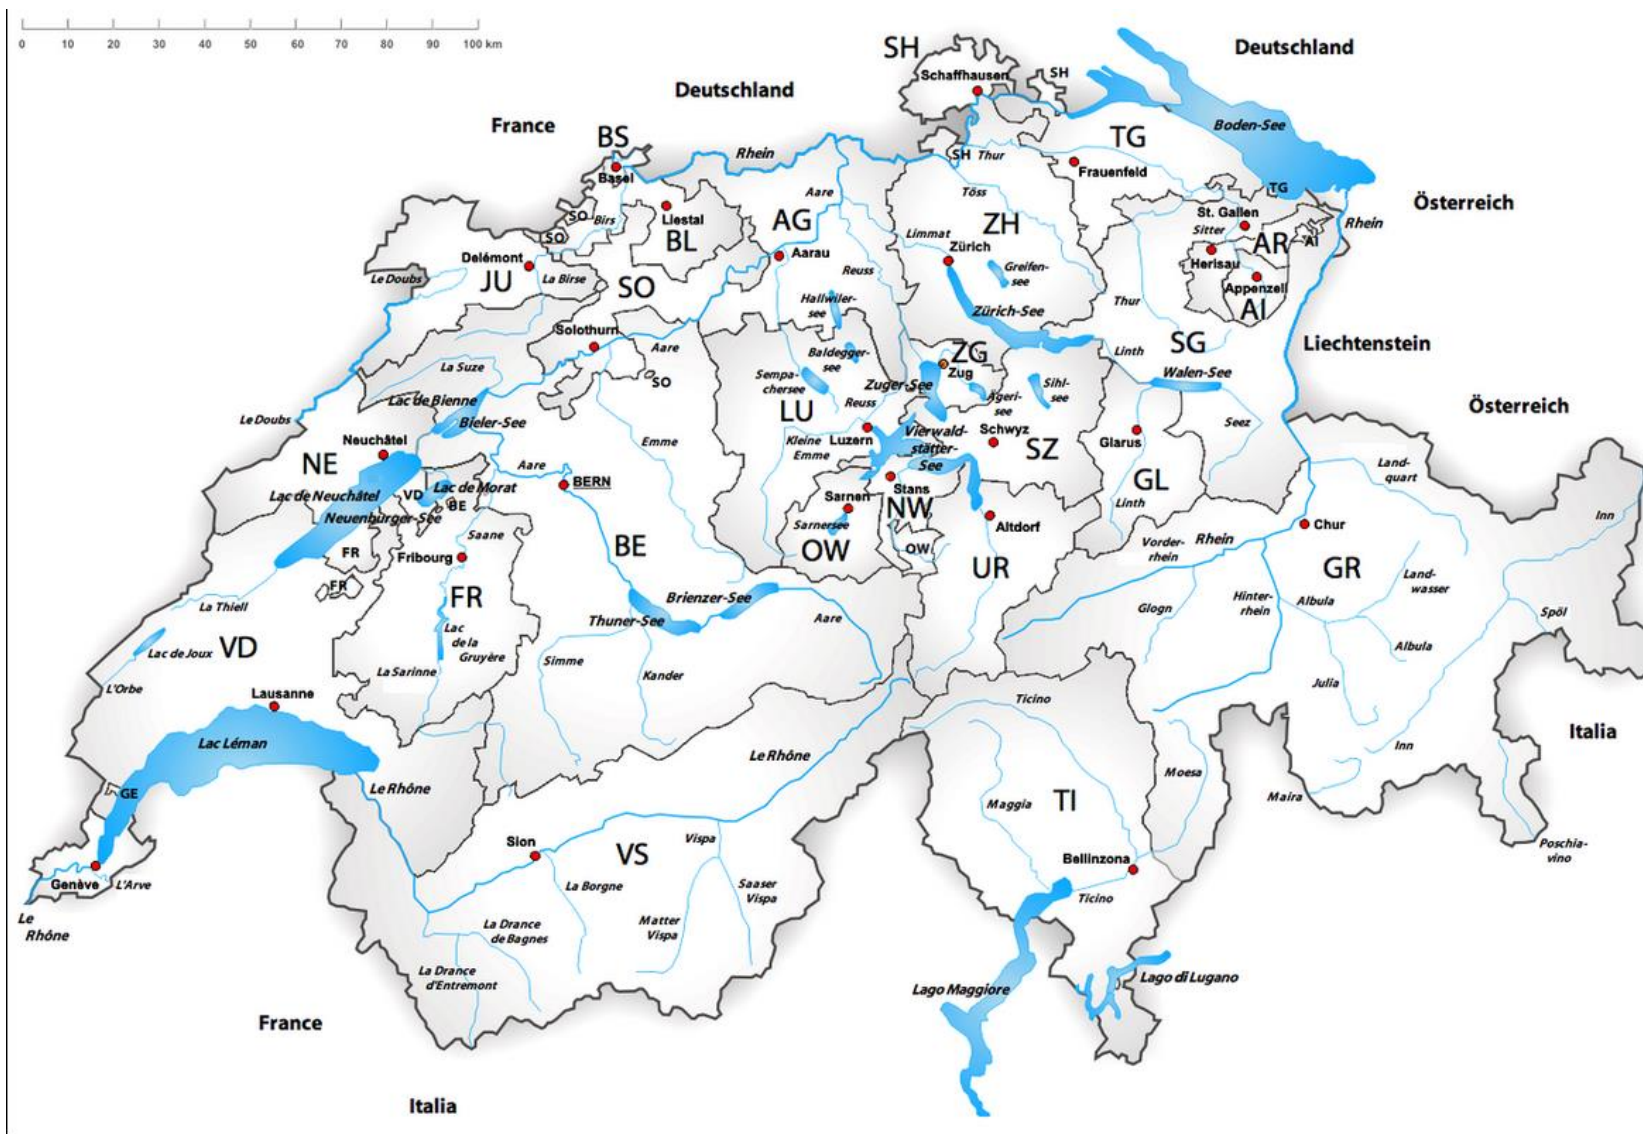 0 10 20 30 40 50 60 70 80 90 100 km
SH
Deutschland
Schaffhausen
SH
Deutschland
France
BS
Rhein
Boden-See
TG
SH
Thur
Basel
Frauenfeld
Töss
Aare
TG
Österreich
SO
Birs
Liestal
AG
ZH
St. Gallen
Rhein
SO
BL
Limmat
Zürich
Sitter
AR
AI
Delémont
Aarau
Herisau
Le Doubs
JU
La Birse
SO
Reuss
Greifen-
see
Appenzell
AI
Hallwiler-
see
Zürich-See
Thur
Solothurn
Aare
SG
Liechtenstein
Baldegger-
see
ZG
Linth
La Suze
Sempa-
chersee
Zug
Walen-See
SO
Zuger-See
Sihl-
see
Lac de Bienne
LU
Reuss
Ägeri-
see
Österreich
Le Doubs
Bieler-See
Seez
Neuchâtel
Emme
Kleine
Emme
Luzern
Vierwald-
stätter-
See
Schwyz
SZ
Glarus
NE
Aare
Land-
quart
BERN
GL
Lac de Neuchâtel
VD
Lac de Morat
BE
Sarnen
Stans
NW
Linth
Inn
Neuenburger-See
Sarnersee
Altdorf
Chur
Saane
BE
OW
OW
Vorder-
rhein
Rhein
FR
Fribourg
UR
GR
FR
FR
Land-
wasser
La Thiell
Brienzer-See
Glogn
Hinter-
rhein
Albula
Spöl
Thuner-See
Aare
Lac
de la
Gruyère
VD
Lac de Joux
Albula
La Sarinne
Simme
Kander
L'Orbe
Julia
Lausanne
Ticino
Italia
Lac Léman
Inn
Le Rhône
Moesa
Le Rhône
GE
TI
Maggia
Maira
Sion
VS
Vispa
Poschia-
vino
Bellinzona
Genève
L'Arve
La Borgne
Saaser
Vispa
Ticino
Le
Rhône
La Drance
de Bagnes
Matter
Vispa
La Drance
d'Entremont
Lago Maggiore
Lago di Lugano
France
Italia